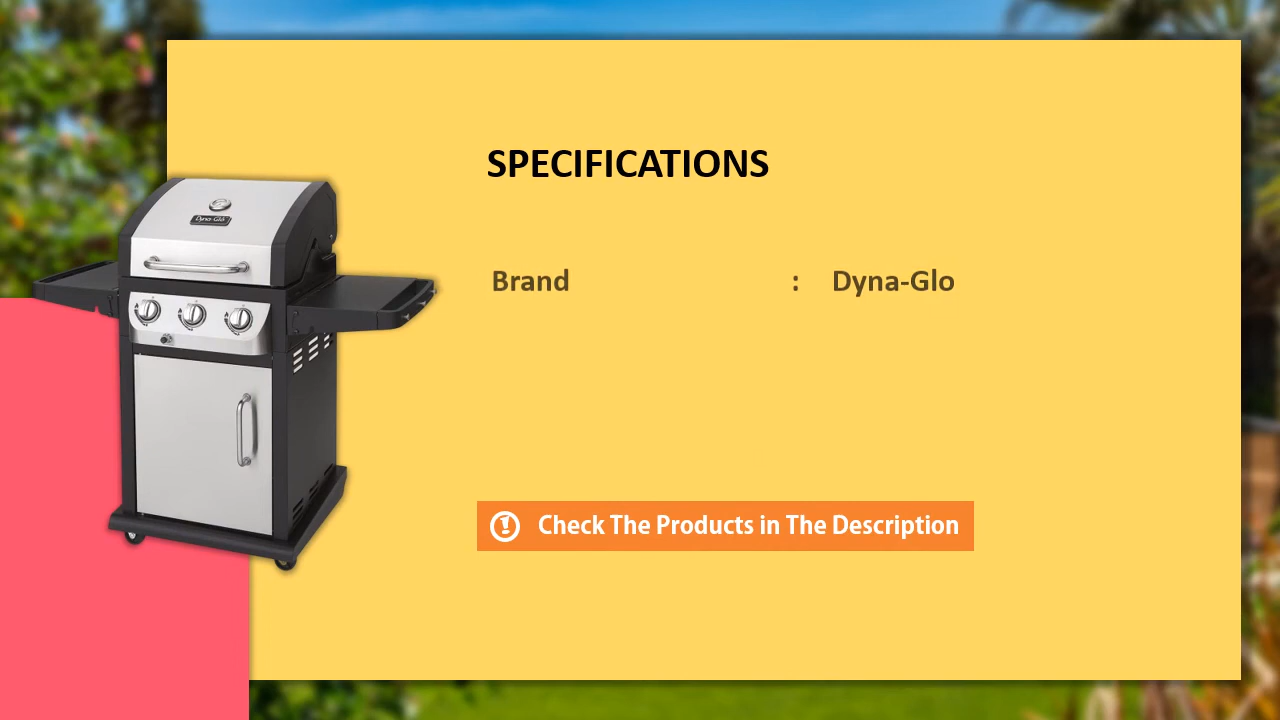 SPECIFICATIONS
Dyna-Glo
Brand : Dyna-Glo
Check The Products in The Description